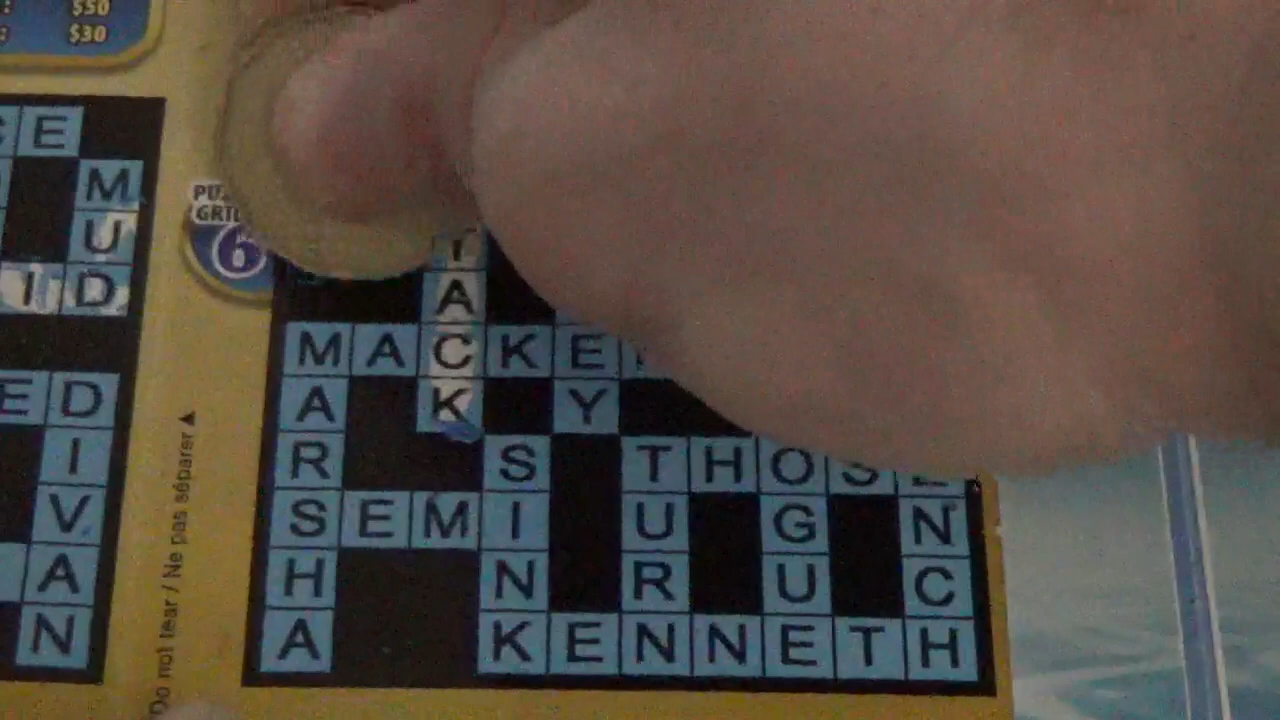 $50
$30
E
M
U
I D
E D
I
V
A
N
Do not tear / Ne pas séparer
6
A
M A C K E
A K Y
R S T H O S
S E M I U G N
H N R U C
A K E N N E T H